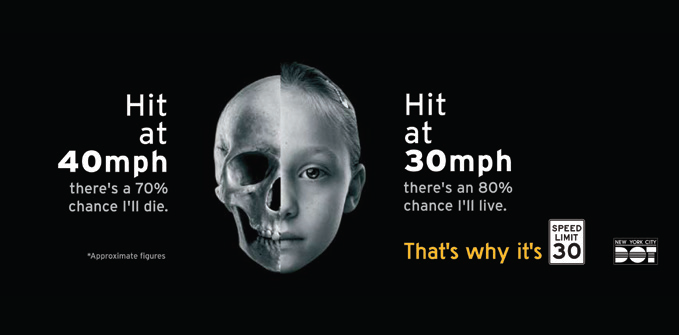 Hit
at
40mph
there's a 70%
chance I'll die.
*Approximate figures
Hit
at
30mph
there's an 80%
chance I'll live.
That's why it's
SPEED
LIMIT
30
NEW YORK CITY
DOT